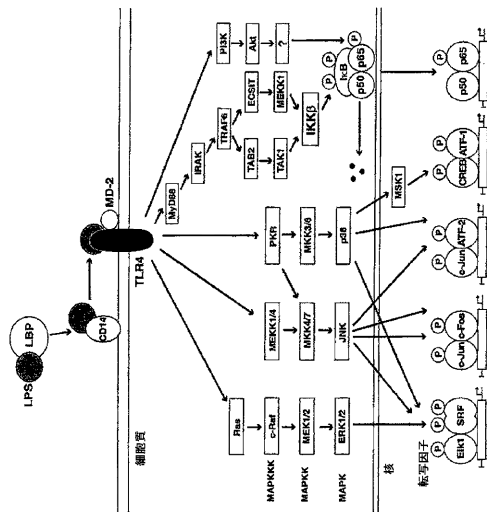 LPS
LBP
CD14
MD-2
TLR4
細胞質
MyD88
IRAK
TRAF6
PI3K
Ras
TAB2
ECSIT
Akt
MAPKKK
c-Raf
MEKK1/4
PKR
TAK1
MEKK1
?
MAPKK
MEK1/2
MKK4/7
MKK3/6
IKKβ
MAPK
ERK1/2
JNK
p38
P
P
IκB
P
p50
p65
核
MSK1
転写因子
P
P
P
P
P
P
P
P
P
P
Elk1
SRF
c-Jun
c-Fos
c-Jun
ATF-2
CREB
ATF-1
p50
p65